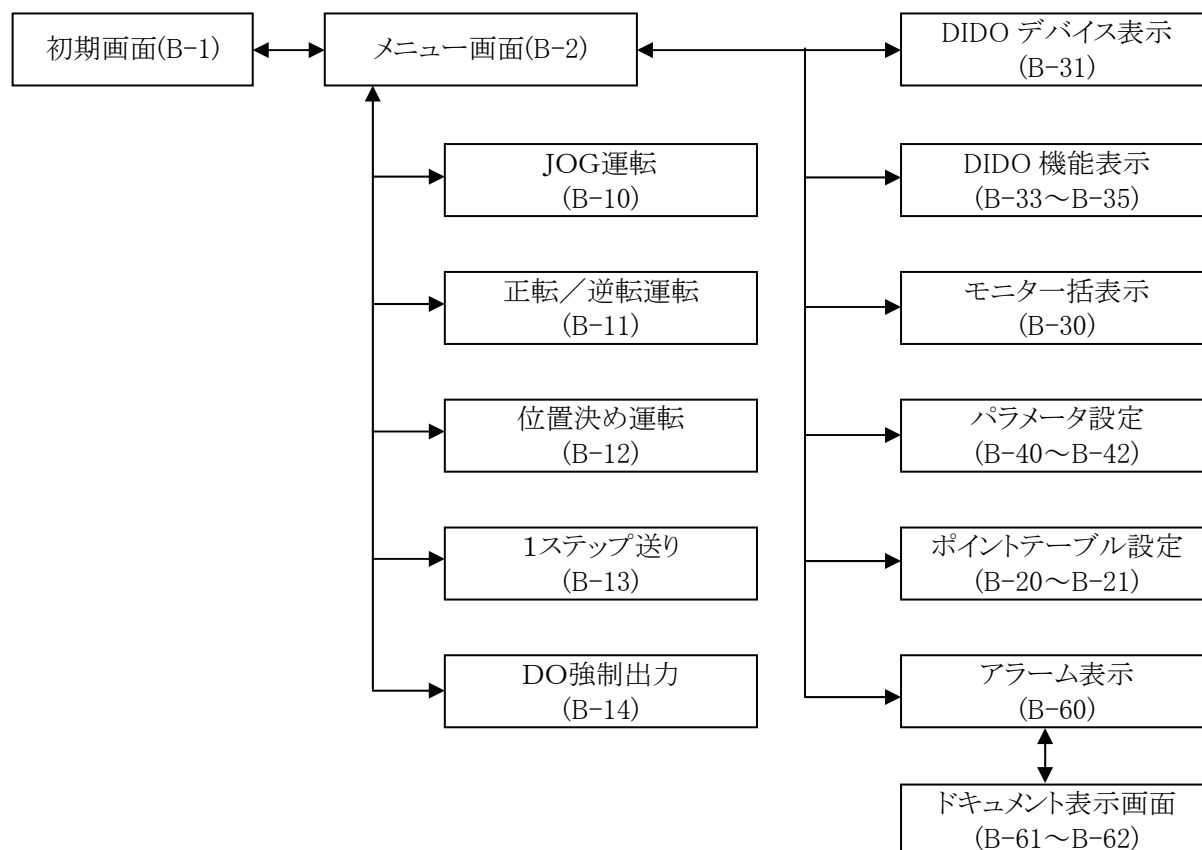 初期画面(B-1)
メニュー画面(B-2)
DIDO デバイス表示
(B-31)
JOG運転
(B-10)
DIDO 機能表示
(B-33～B-35)
正転／逆転運転
(B-11)
モニタ一括表示
(B-30)
位置決め運転
(B-12)
パラメータ設定
(B-40～B-42)
1ステップ送り
(B-13)
ポイントテーブル設定
(B-20～B-21)
DO強制出力
(B-14)
アラーム表示
(B-60)
ドキュメント表示画面
(B-61～B-62)